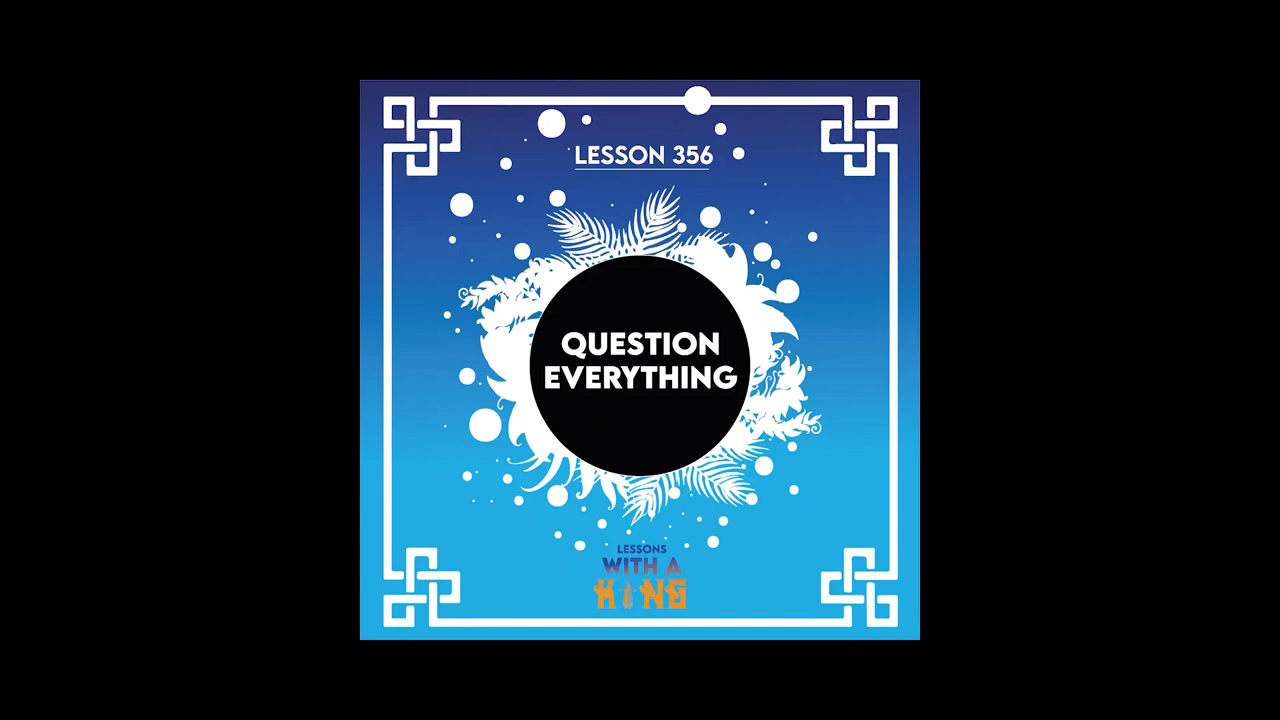 LESSON 356
QUESTION
EVERYTHING
LESSONS
WITH A
KING